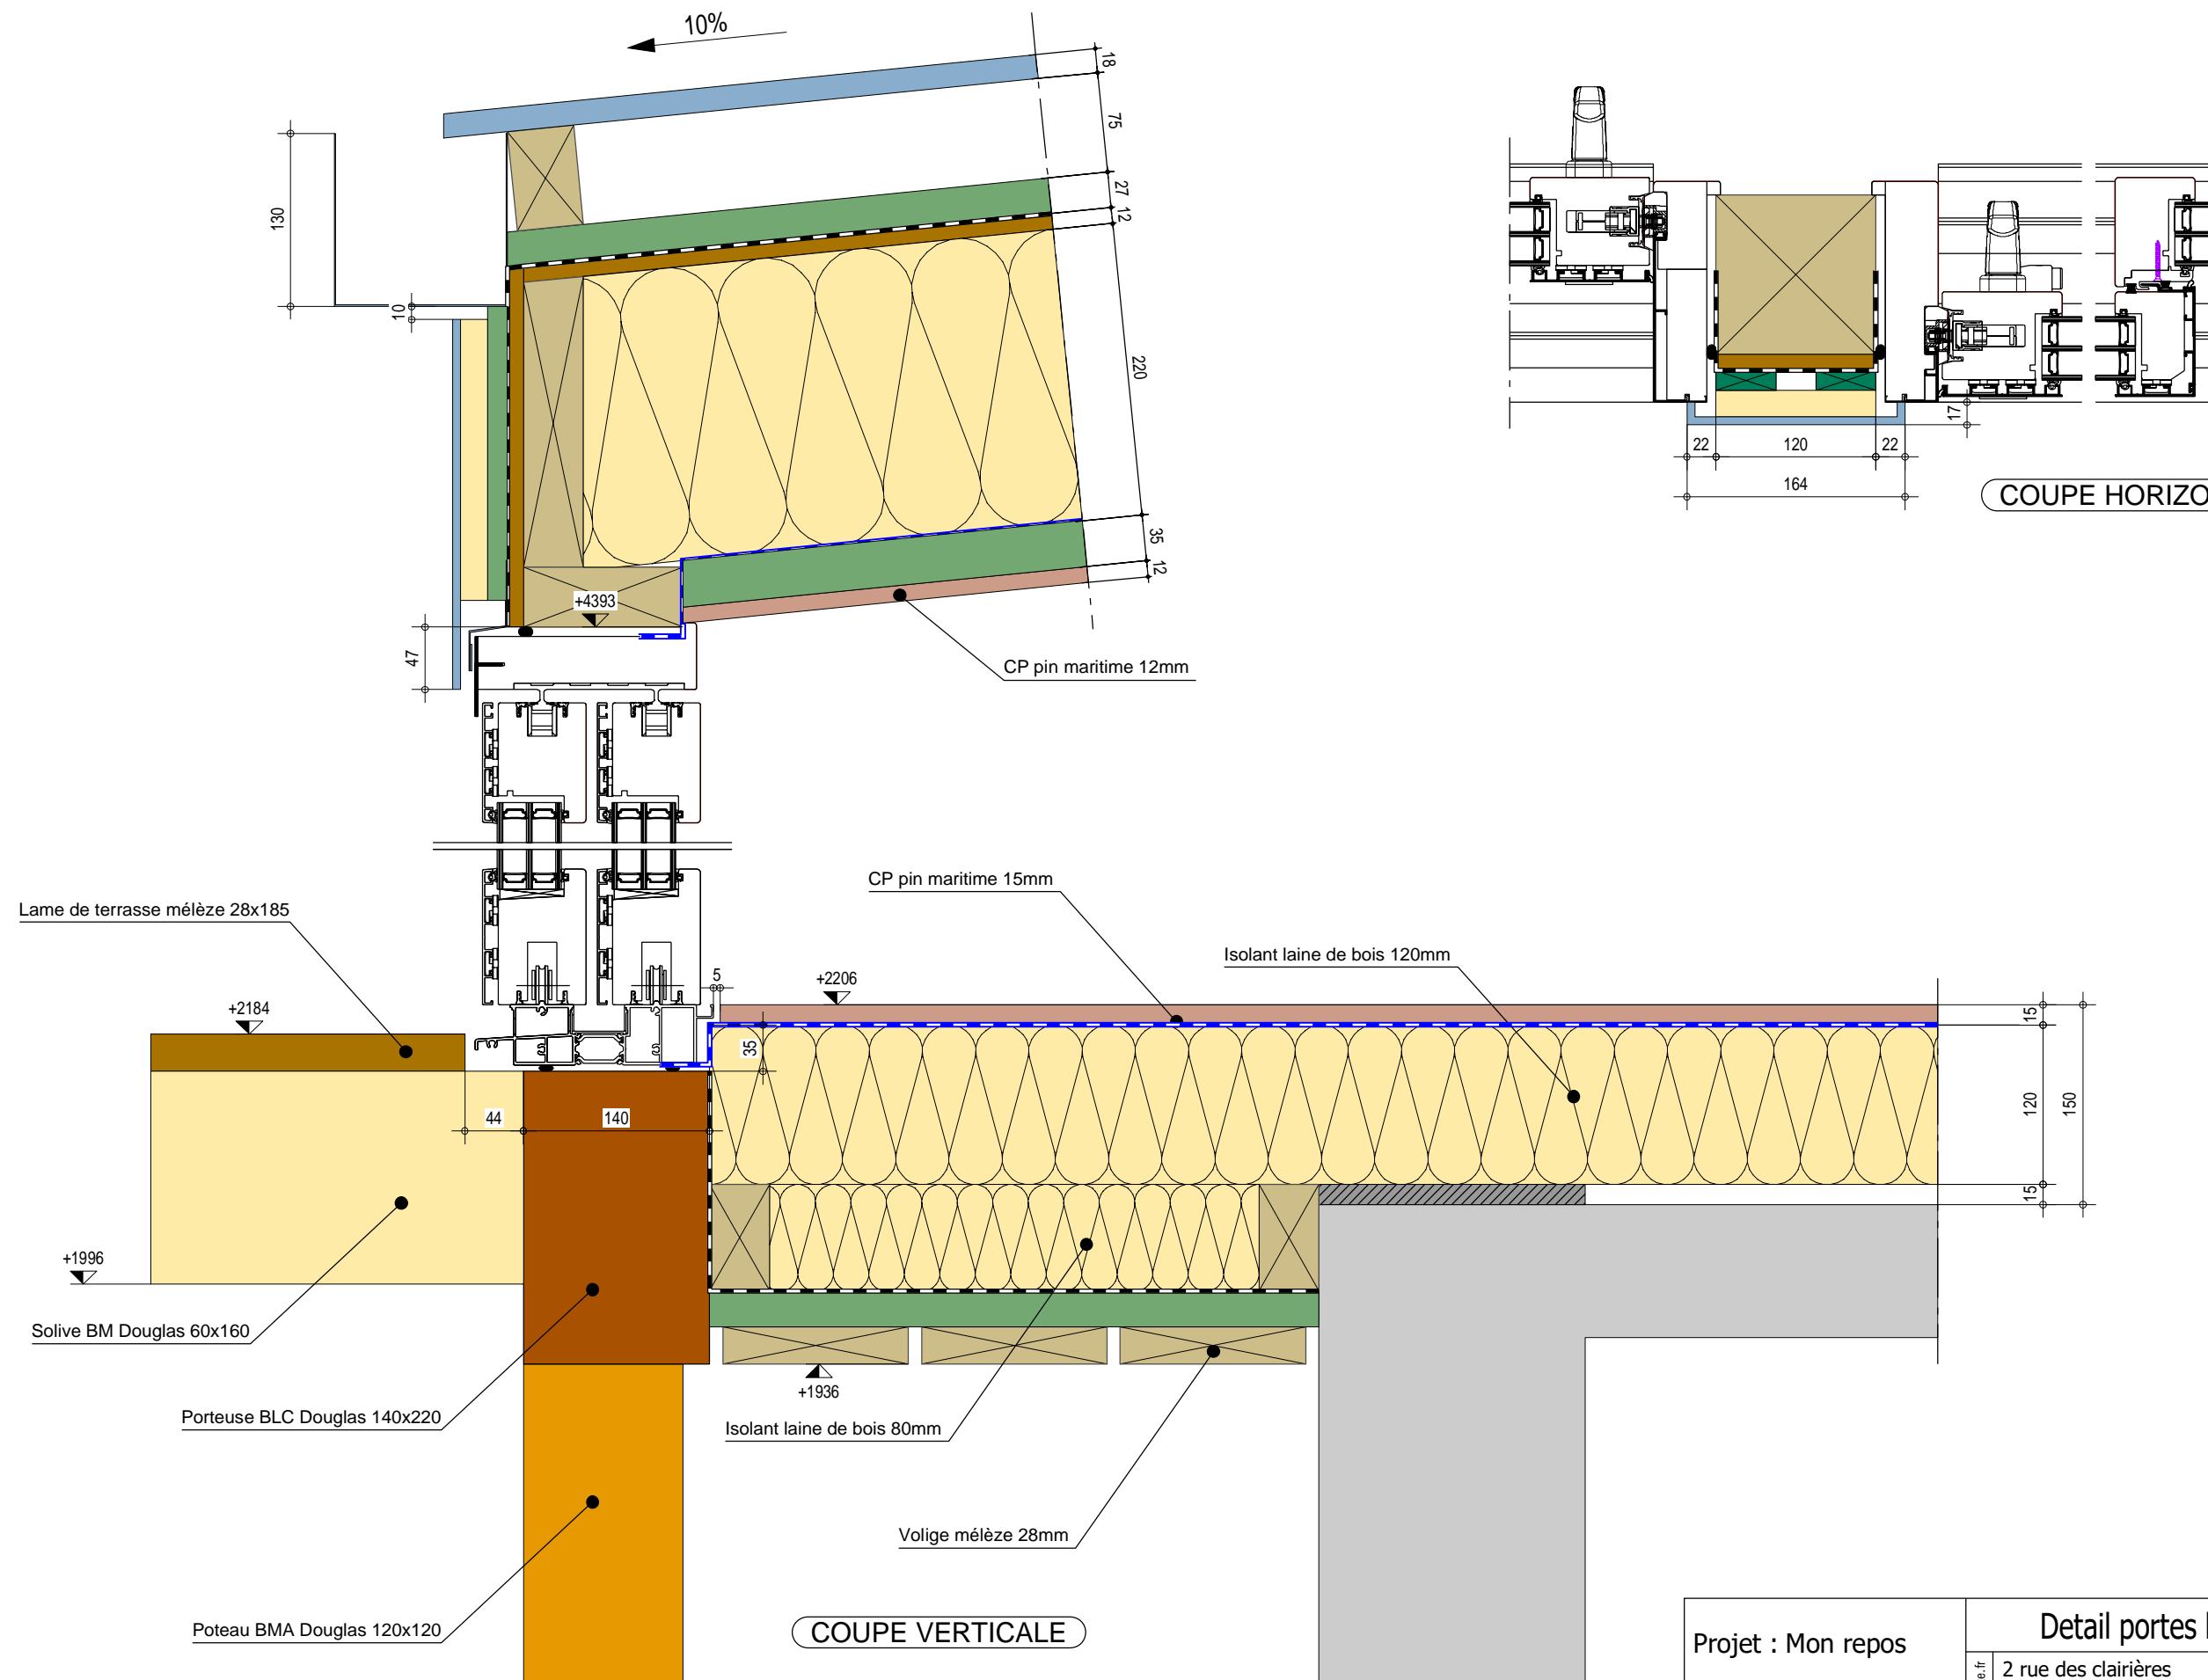 10%
18
75
27
12
220
35
12
130
10
+4393
47
CP pin maritime 12mm
17
22
120
22
164
COUPE HORIZO
CP pin maritime 15mm
Lame de terrasse mélèze 28x185
Isolant laine de bois 120mm
5
+2206
+2184
35
15
120
150
15
44
140
+1996
Solive BM Douglas 60x160
+1936
Porteuse BLC Douglas 140x220
Isolant laine de bois 80mm
Volige mélèze 28mm
Poteau BMA Douglas 120x120
COUPE VERTICALE
Projet : Mon repos
Detail portes
e.fr
2 rue des clairières